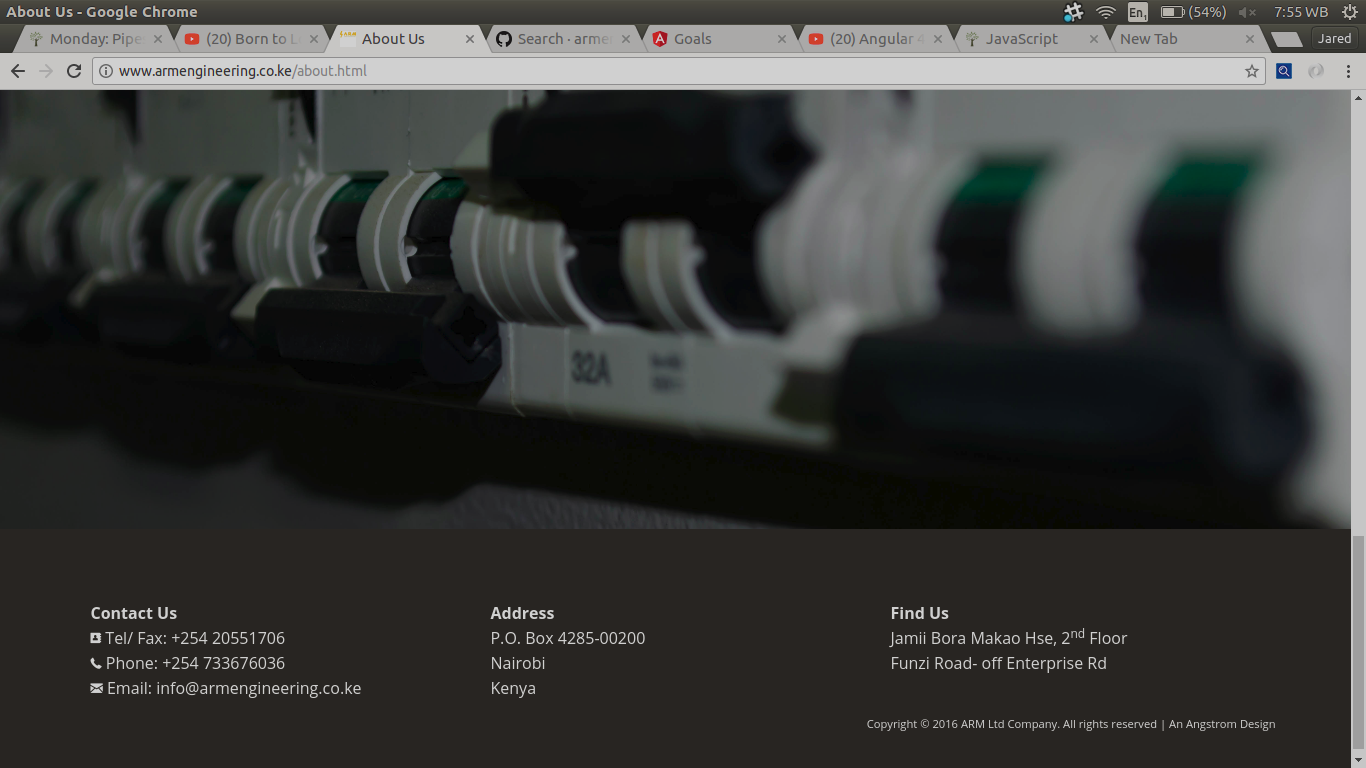 About Us - Google Chrome
En1
(54%)
7:55 WB
Monday: Pipe
(20) Born to L
About Us
Search · arme
Goals
(20) Angular 4
JavaScript
New Tab
Jared
www.armengineering.co.ke/about.html
32A
Contact Us
Tel/ Fax: +254 20551706
Phone: +254 733676036
Email: info@armengineering.co.ke
Address
P.O. Box 4285-00200
Nairobi
Kenya
Find Us
Jamii Bora Makao Hse, 2nd Floor
Funzi Road- off Enterprise Rd
Copyright © 2016 ARM Ltd Company. All rights reserved | An Angstrom Design